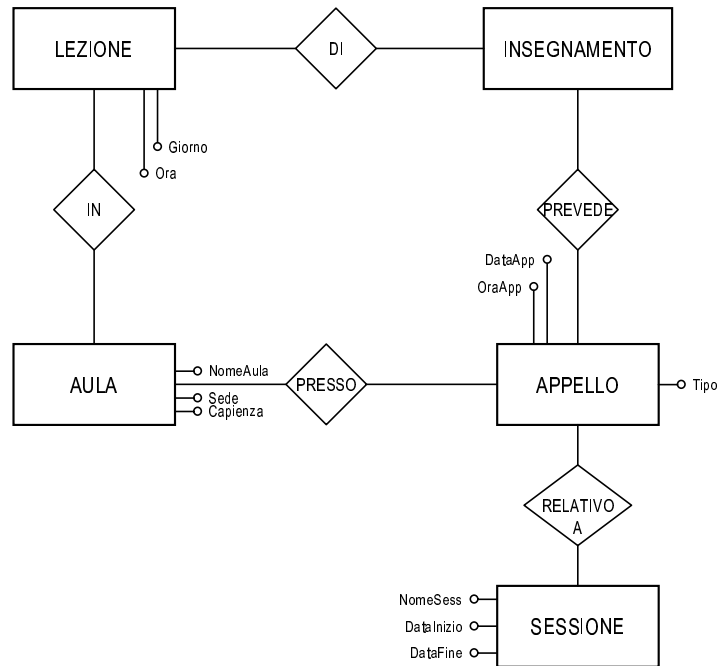 LEZIONE
DI
INSEGNAMENTO
Giorno
Ora
IN
PREVEDE
DataApp
OraApp
AULA
NomeAula
Sede
Capienza
PRESSO
APPELLO
Tipo
RELATIVO
A
NomeSess
DataInizio
DataFine
SESSIONE